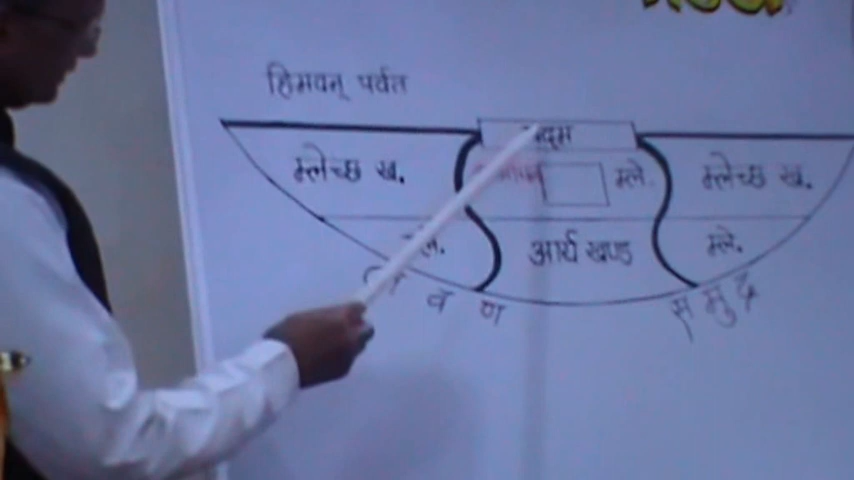 हिमवन् पर्वत
म्लेच्छ ख.
म्ले.
म्लेच्छ ख.
आर्य खण्ड
म्ले.
व ण
समुद्र